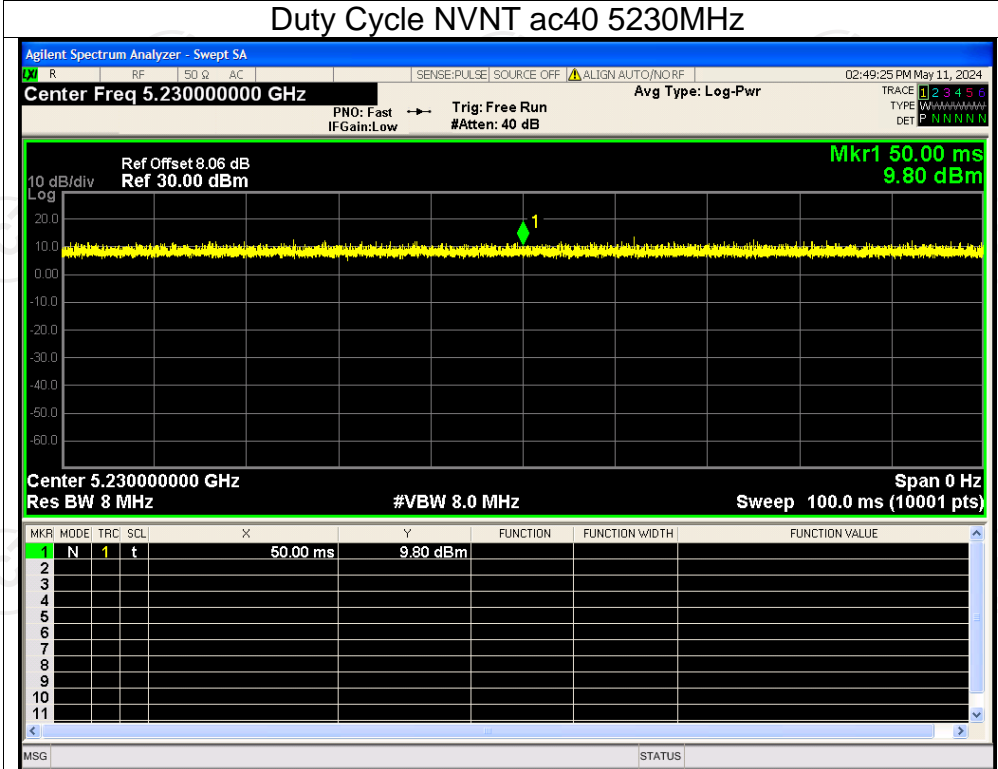 Duty Cycle NVNT ac40 5230MHz
Agilent Spectrum Analyzer - Swept SA
LXI R RF 50 Ω AC SENSE:PULSE SOURCE OFF ALIGN AUTO/NO RF 02:49:25 PM May 11, 2024
Center Freq 5.230000000 GHz Avg Type: Log-Pwr TRACE 1 2 3 4 5 6
PNO: Fast Trig: Free Run TYPE W
IFGain:Low #Atten: 40 dB DET P N N N N N
Mkr1 50.00 ms
Ref Offset 8.06 dB
10 dB/div Ref 30.00 dBm 9.80 dBm
Log
20.0
1
10.0
0.00
-10.0
-20.0
-30.0
-40.0
-50.0
-60.0
Center 5.230000000 GHz Span 0 Hz
Res BW 8 MHz #VBW 8.0 MHz Sweep 100.0 ms (10001 pts)
MKR MODE TRC SCL X Y FUNCTION FUNCTION WIDTH FUNCTION VALUE
1 N 1 t 50.00 ms 9.80 dBm
2
3
4
5
6
7
8
9
10
11
MSG STATUS